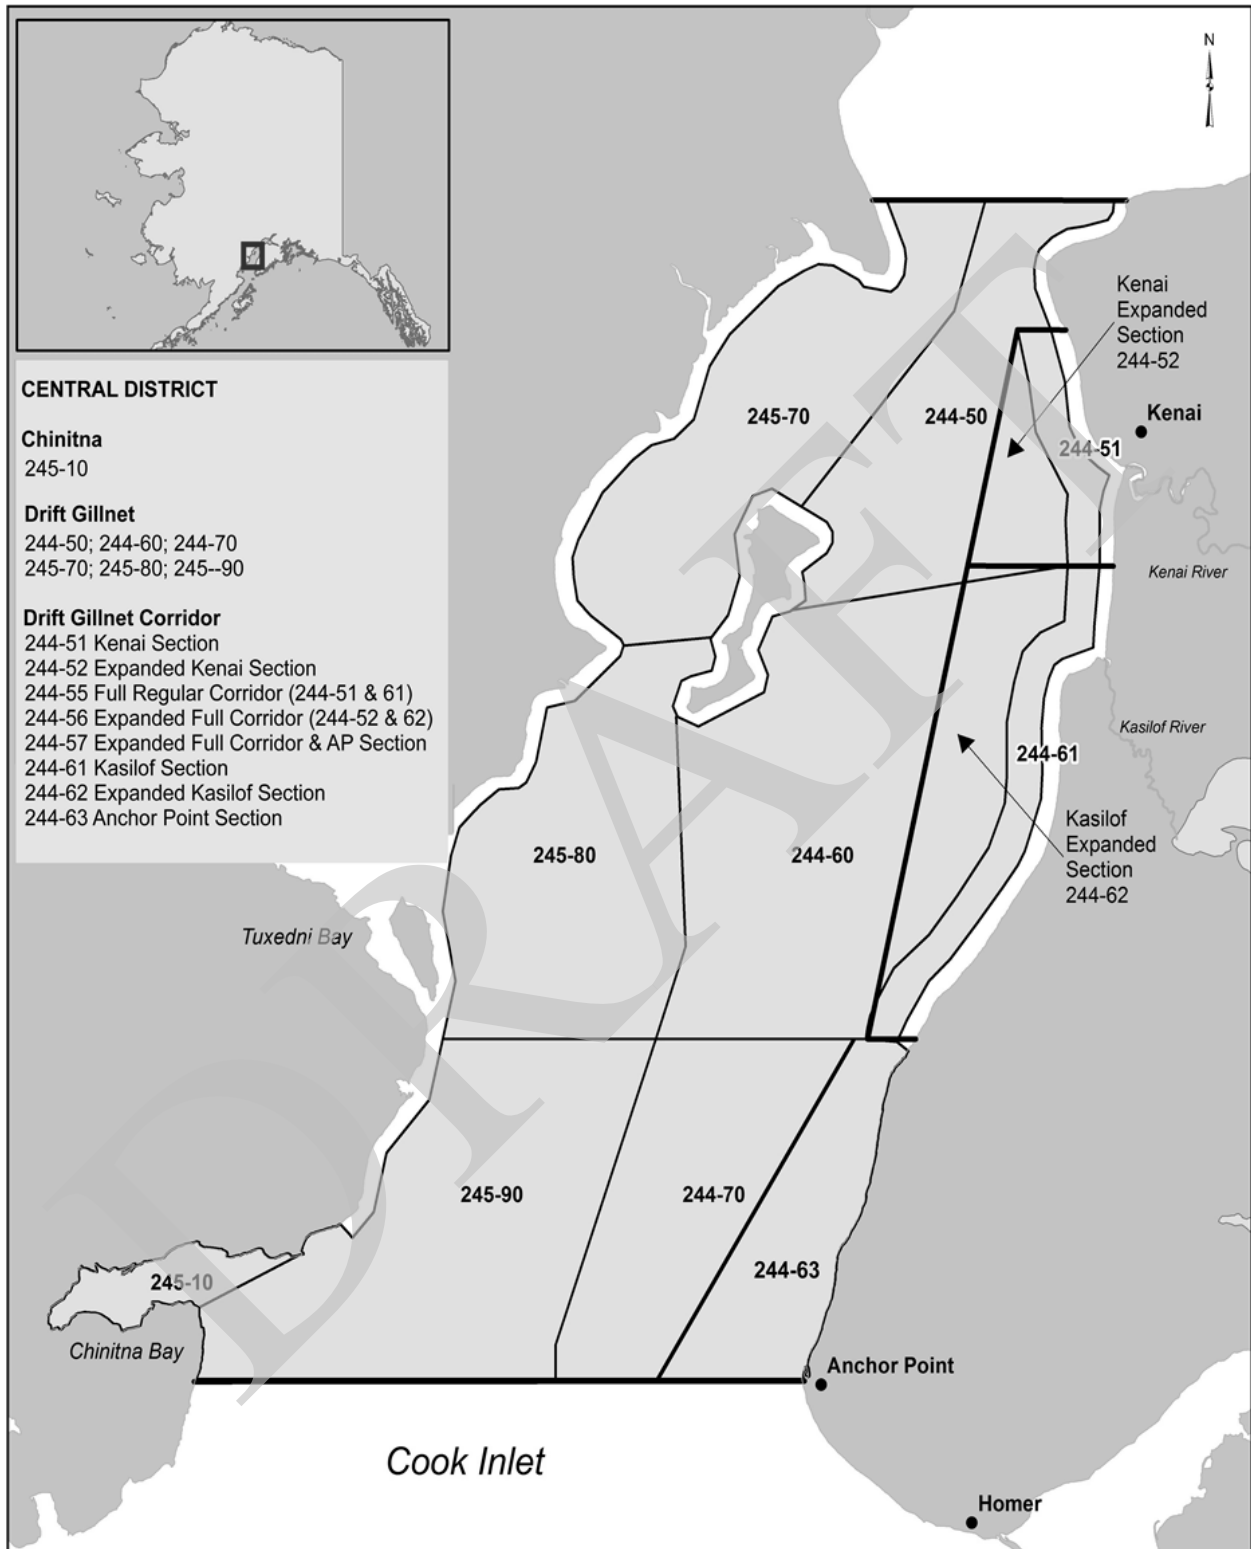 N
CENTRAL DISTRICT
Chinitna
245-10
Drift Gillnet
244-50; 244-60; 244-70
245-70; 245-80; 245--90
Drift Gillnet Corridor
244-51 Kenai Section
244-52 Expanded Kenai Section
244-55 Full Regular Corridor (244-51 & 61)
244-56 Expanded Full Corridor (244-52 & 62)
244-57 Expanded Full Corridor & AP Section
244-61 Kasilof Section
244-62 Expanded Kasilof Section
244-63 Anchor Point Section
Kenai
Expanded
Section
244-52
245-70
244-50
Kenai
244-51
Kenai River
Kasilof River
244-61
Kasilof
Expanded
Section
244-62
245-80
244-60
Tuxedni Bay
245-90
244-70
244-63
245-10
Chinitna Bay
Anchor Point
Cook Inlet
Homer
DRAFT